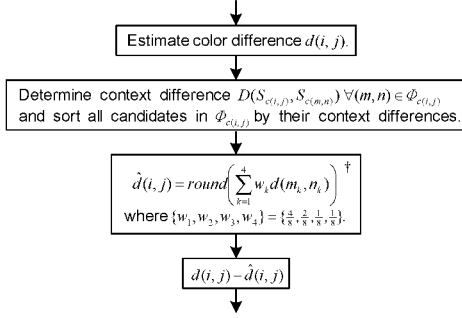 Estimate color difference d(i, j).
Determine context difference D(S_{c(i,j)}, S_{c(m,n)}) ∀(m,n) ∈ Φ_{c(i,j)}
and sort all candidates in Φ_{c(i,j)} by their context differences.
d̂(i, j) = round(∑_{k=1}^{4} w_k d(m_k, n_k)) †
where {w_1, w_2, w_3, w_4} = {4/8, 2/8, 1/8, 1/8}.
d(i, j) − d̂(i, j)